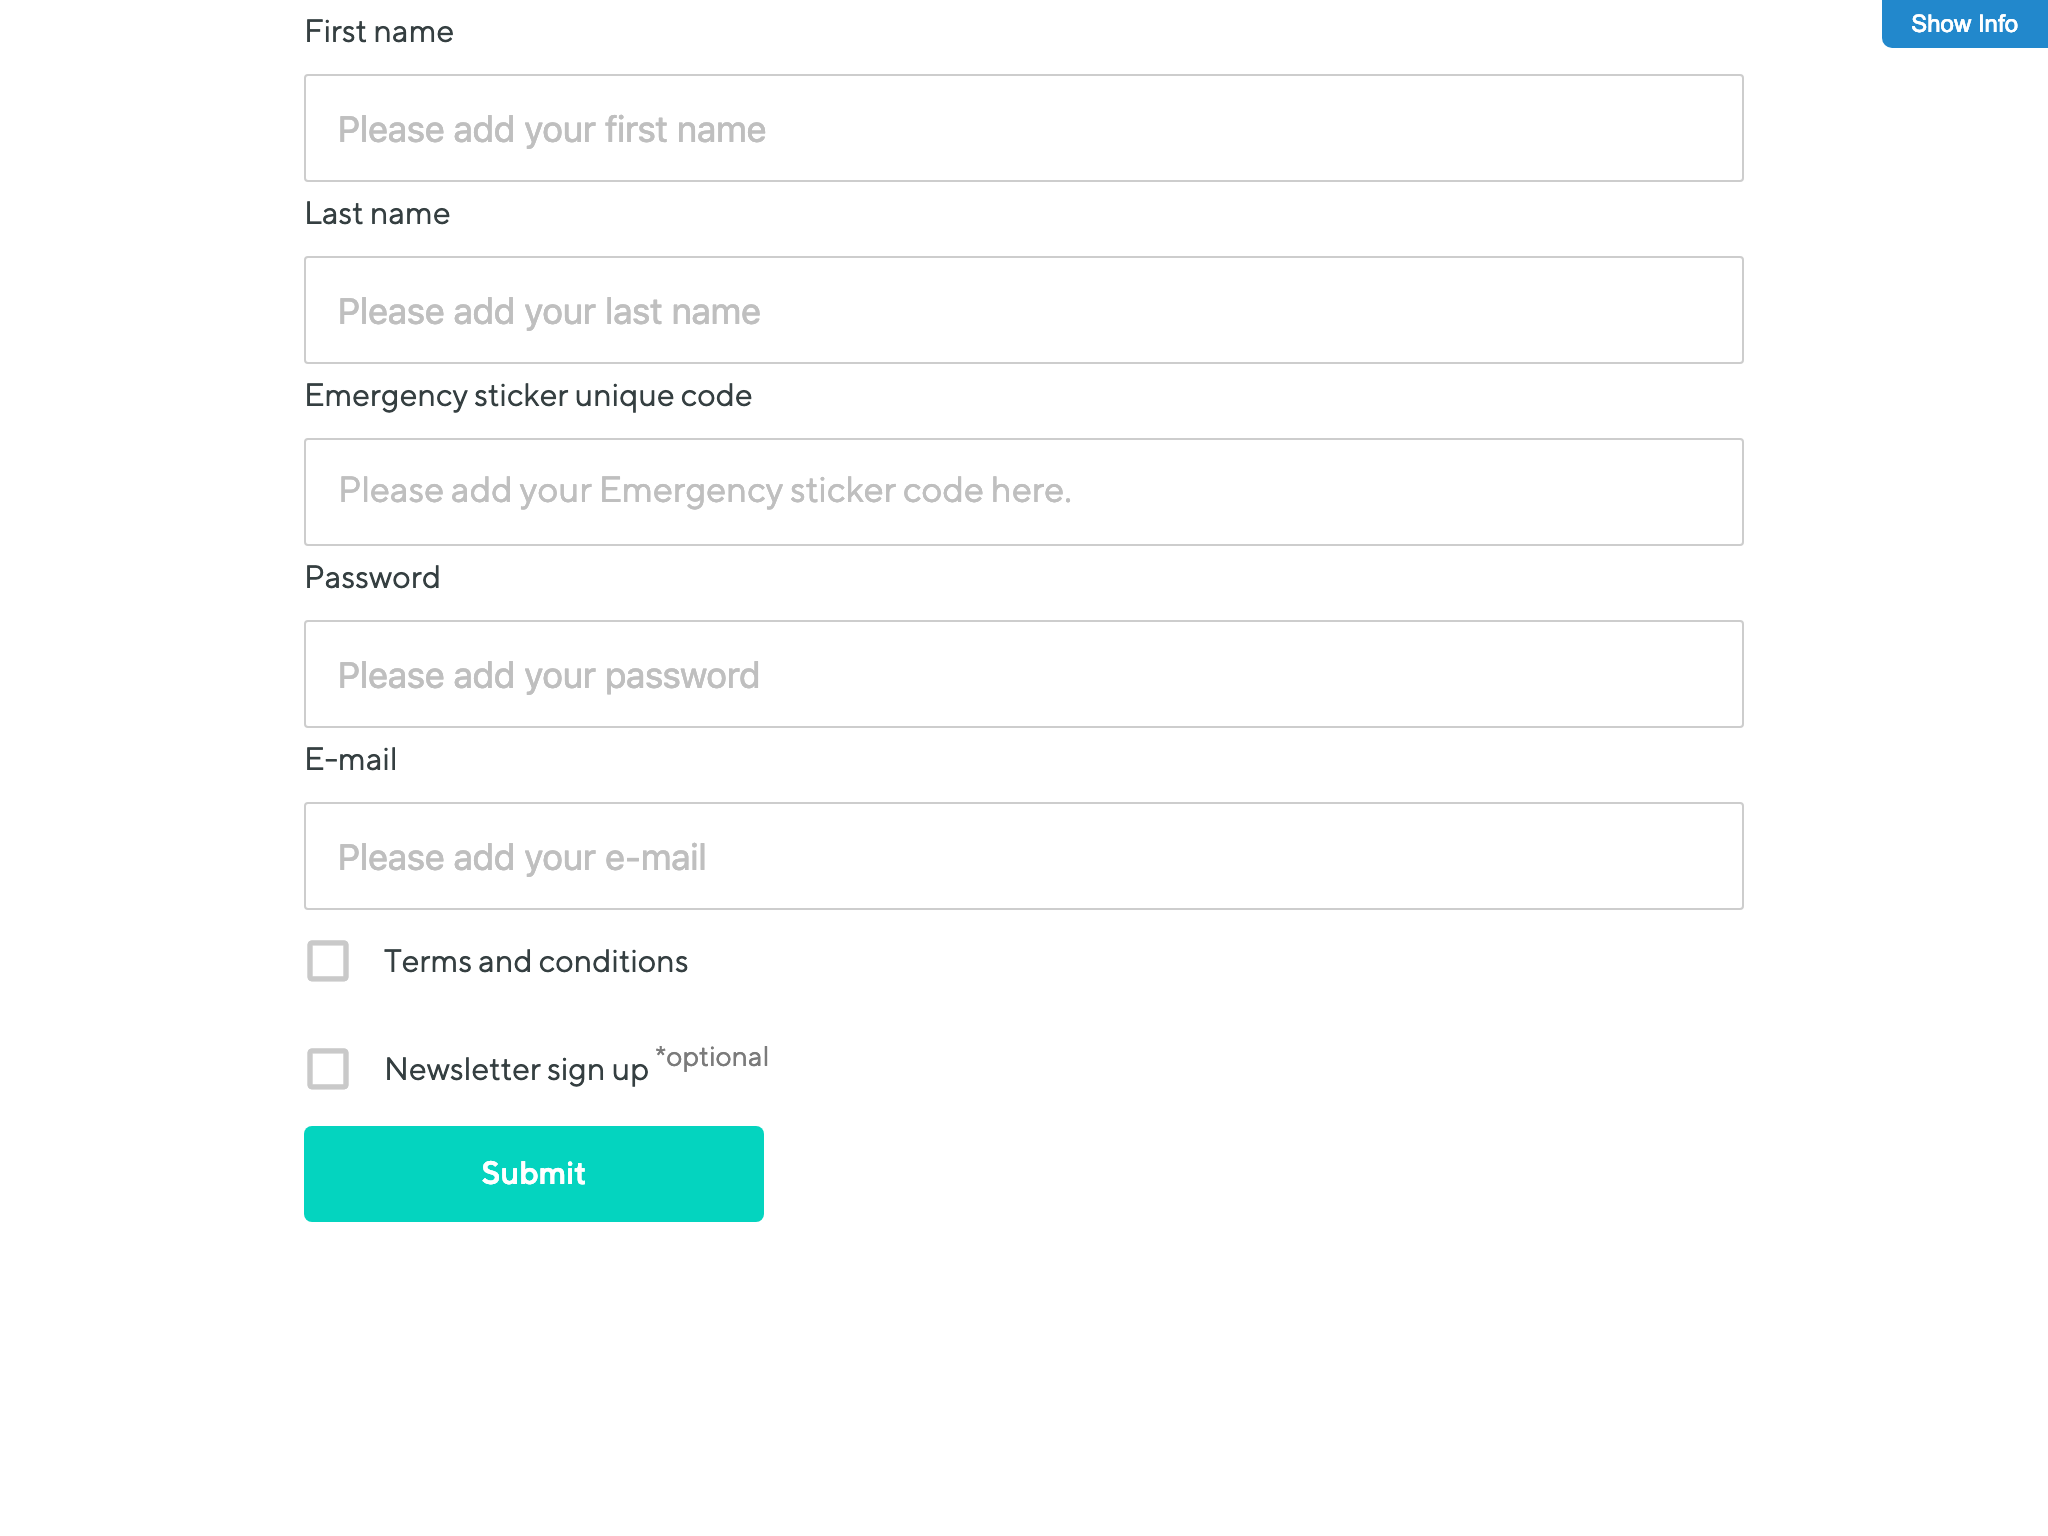 Show Info
First name
Please add your first name
Last name
Please add your last name
Emergency sticker unique code
Please add your Emergency sticker code here.
Password
Please add your password
E-mail
Please add your e-mail
Terms and conditions
Newsletter sign up *optional
Submit